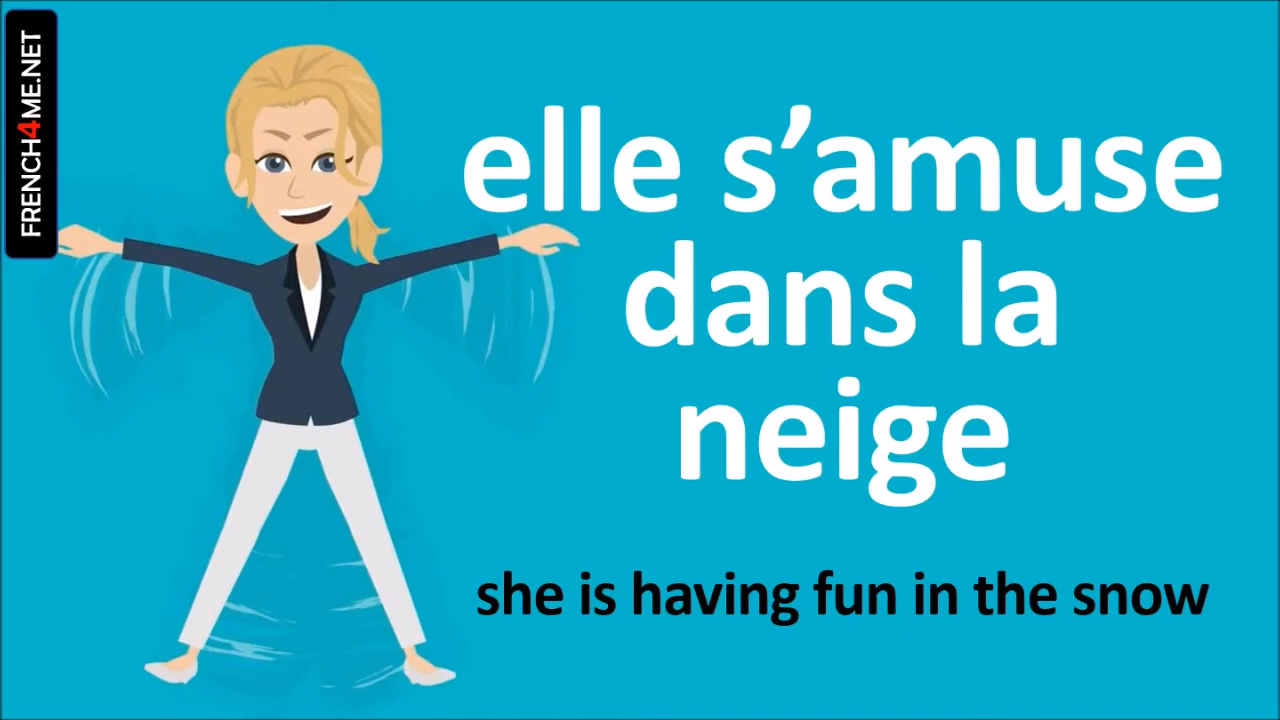 FRENCH4ME.NET
elle s’amuse
dans la
neige
she is having fun in the snow